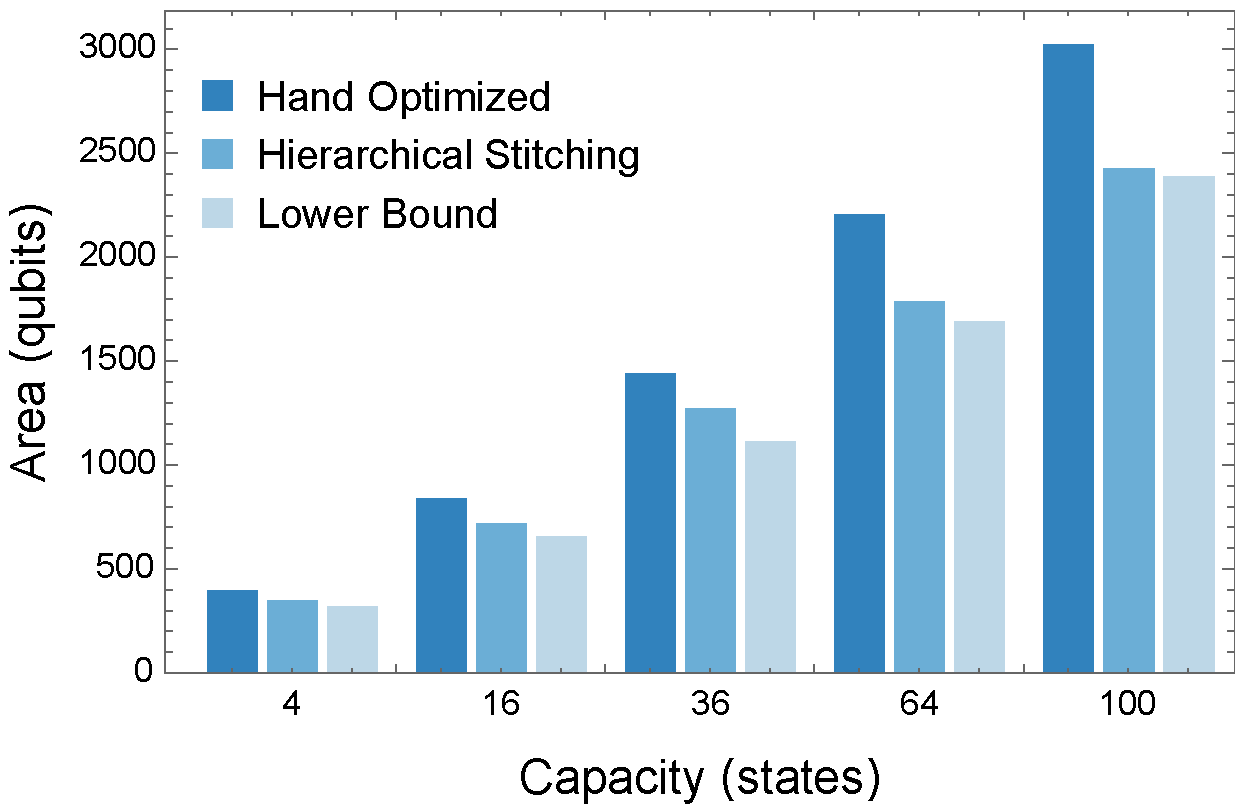 3000
2500
2000
1500
1000
500
0
Area (qubits)
Hand Optimized
Hierarchical Stitching
Lower Bound
4 16 36 64 100
Capacity (states)